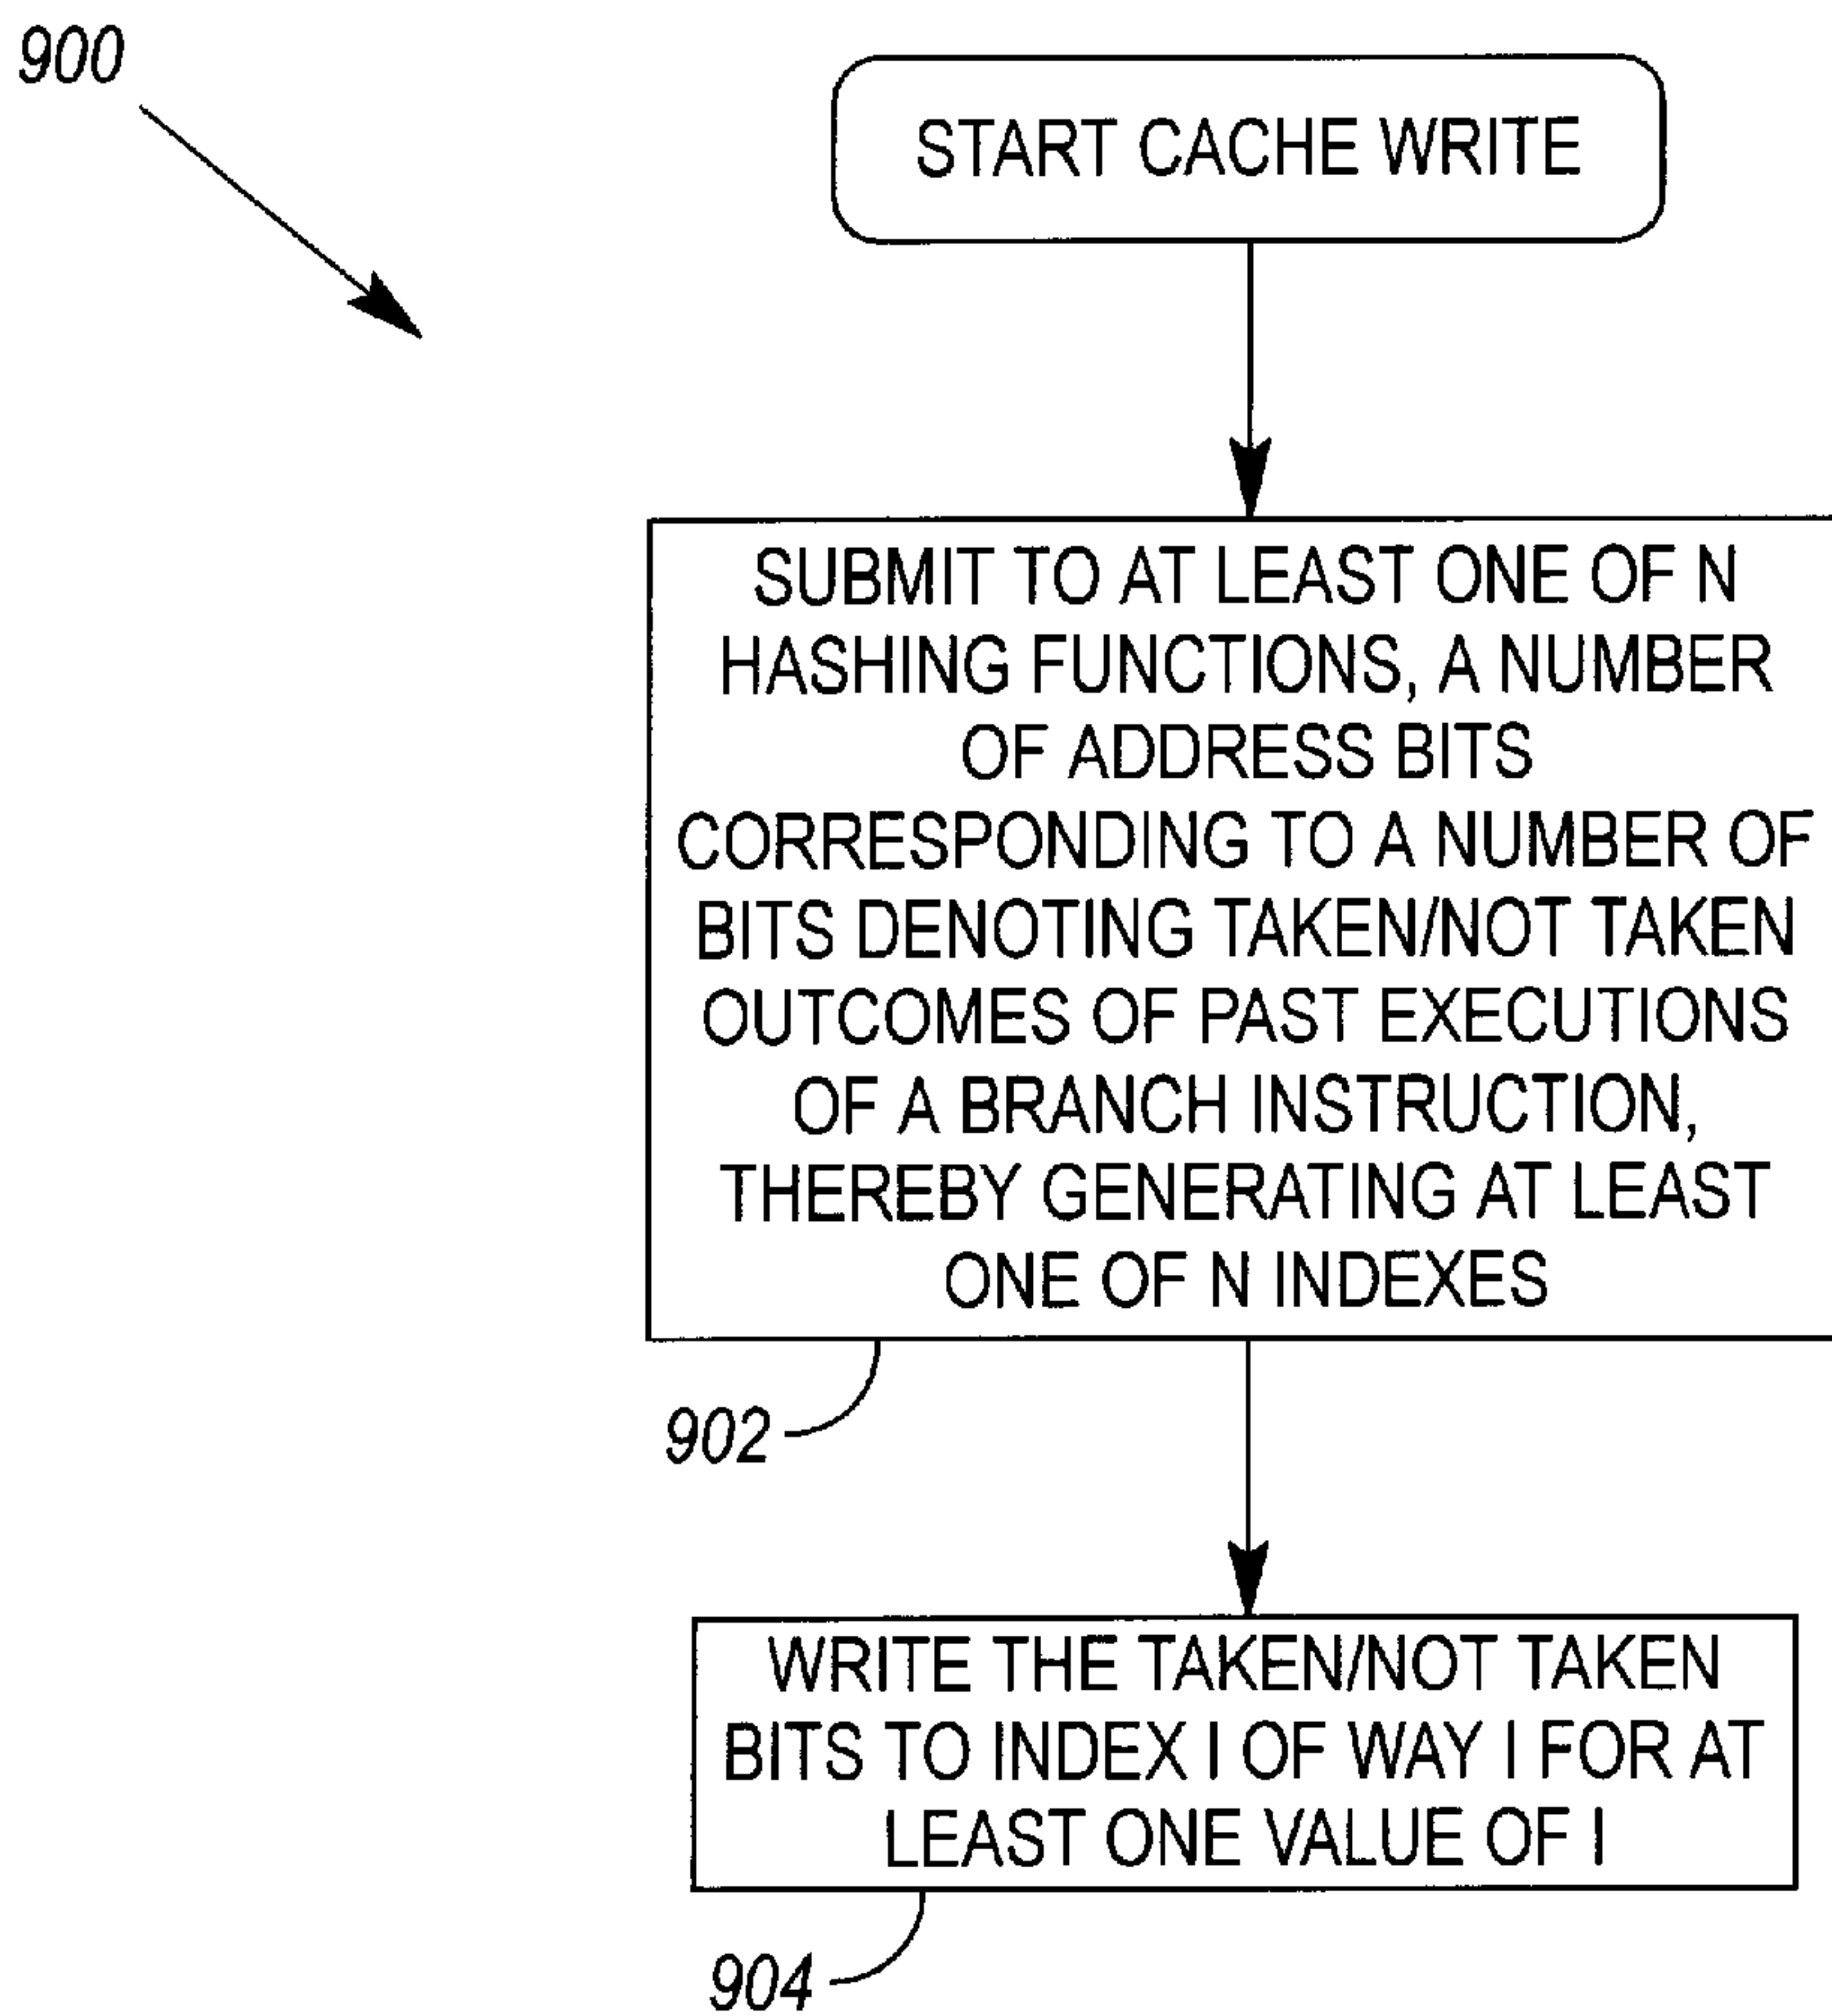 900
START CACHE WRITE
SUBMIT TO AT LEAST ONE OF N
HASHING FUNCTIONS, A NUMBER
OF ADDRESS BITS
CORRESPONDING TO A NUMBER OF
BITS DENOTING TAKEN/NOT TAKEN
OUTCOMES OF PAST EXECUTIONS
OF A BRANCH INSTRUCTION,
THEREBY GENERATING AT LEAST
ONE OF N INDEXES
902
WRITE THE TAKEN/NOT TAKEN
BITS TO INDEX I OF WAY I FOR AT
LEAST ONE VALUE OF I
904